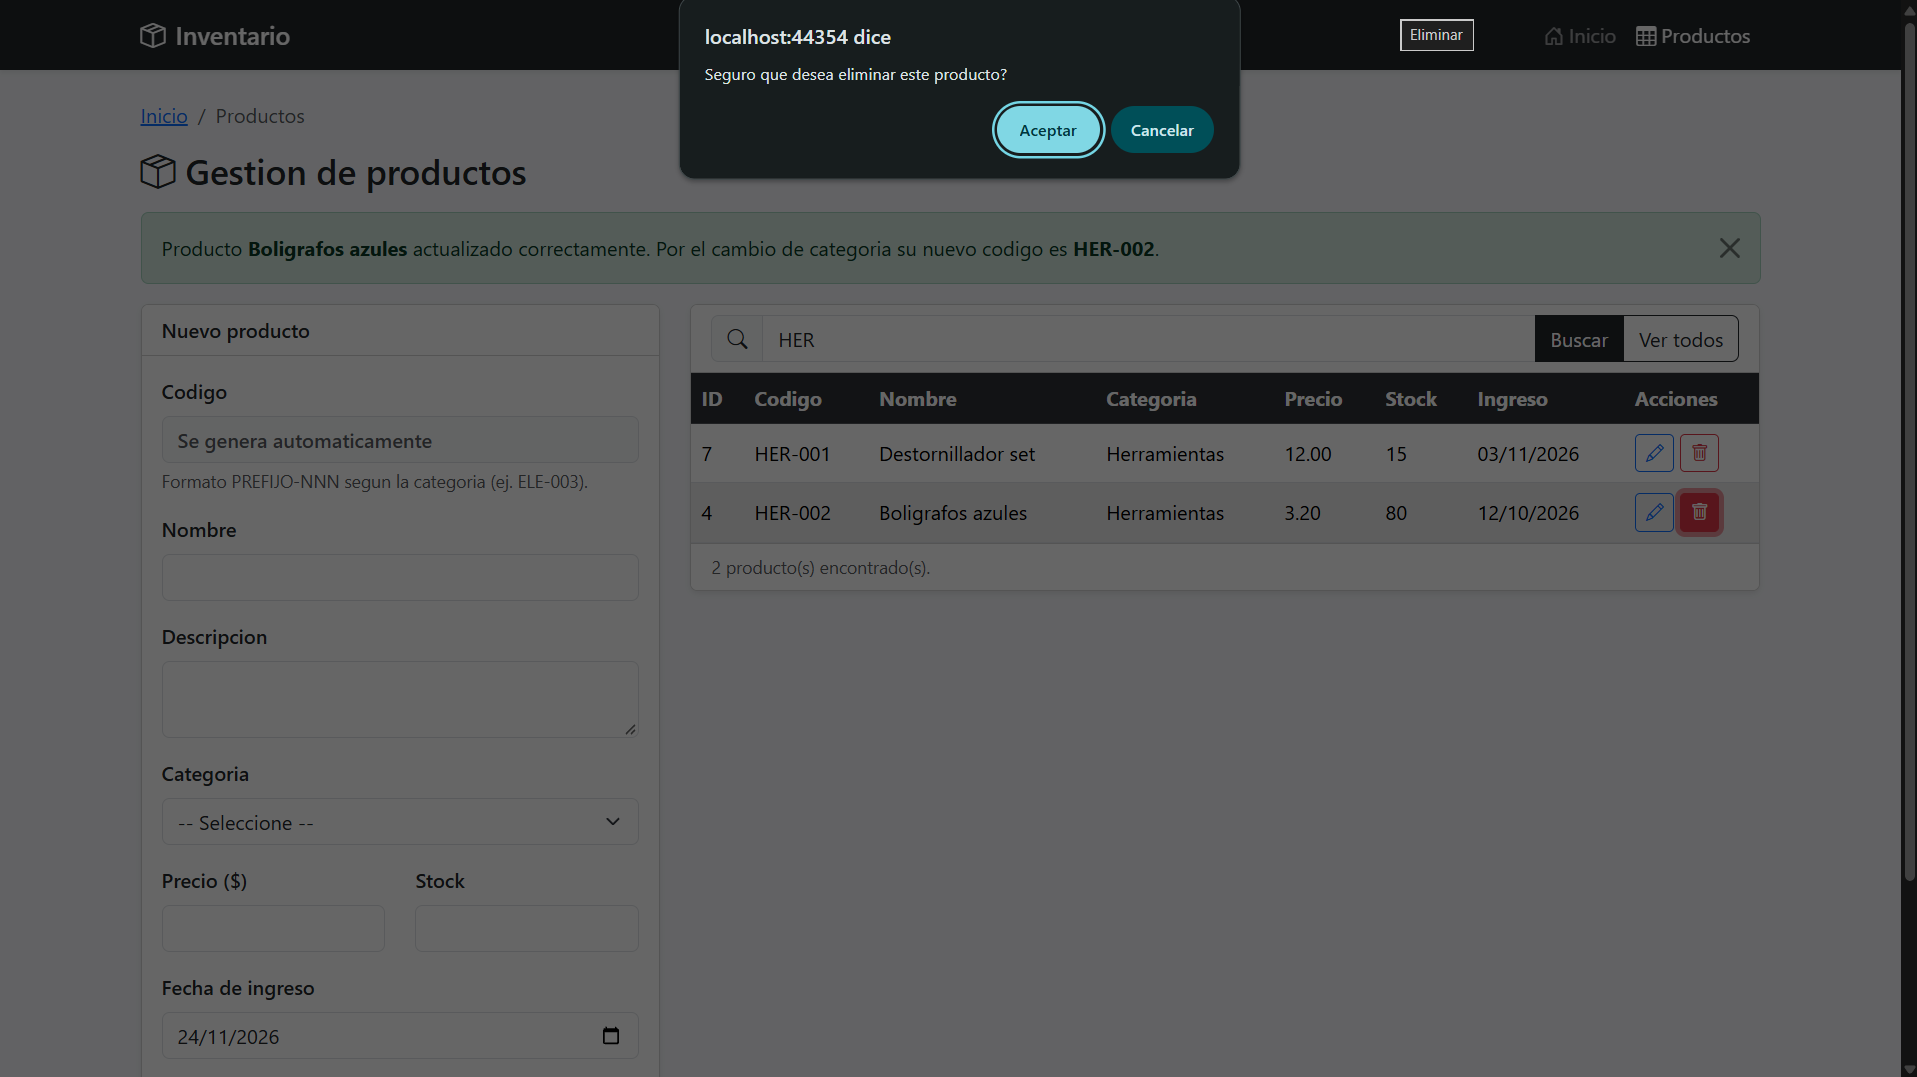 Inventario
localhost:44354 dice
Seguro que desea eliminar este producto?
Aceptar
Cancelar
Eliminar
Inicio
Productos
Inicio / Productos
Gestion de productos
Producto Boligrafos azules actualizado correctamente. Por el cambio de categoria su nuevo codigo es HER-002.
Nuevo producto
Codigo
Se genera automaticamente
Formato PREFIJO-NNN segun la categoria (ej. ELE-003).
Nombre
Descripcion
Categoria
-- Seleccione --
Precio ($) Stock
Fecha de ingreso
24/11/2026
HER Buscar Ver todos
ID Codigo Nombre Categoria Precio Stock Ingreso Acciones
7 HER-001 Destornillador set Herramientas 12.00 15 03/11/2026
4 HER-002 Boligrafos azules Herramientas 3.20 80 12/10/2026
2 producto(s) encontrado(s).